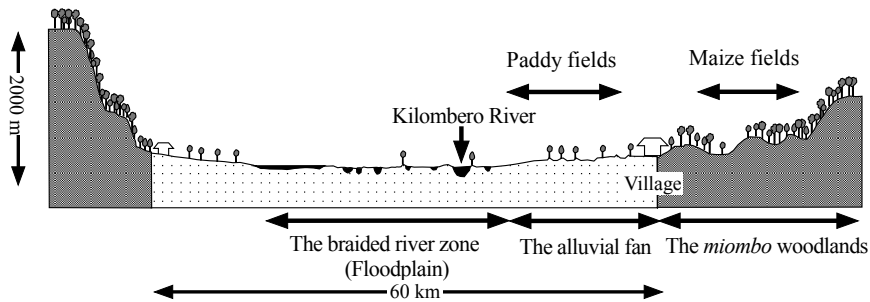 Paddy fields
Maize fields
2000 m
Kilombero River
Village
The braided river zone
(Floodplain)
The alluvial fan
The miombo woodlands
60 km